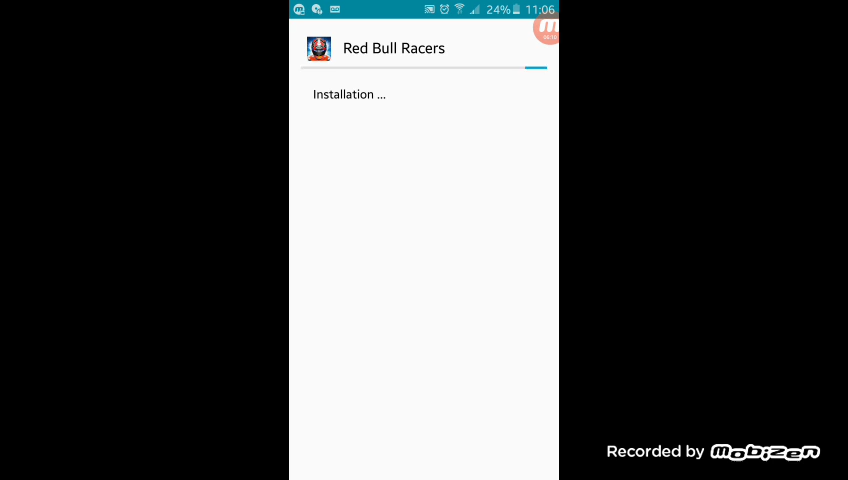 24% 11:06
Red Bull Racers
Installation ...
Recorded by mobizen